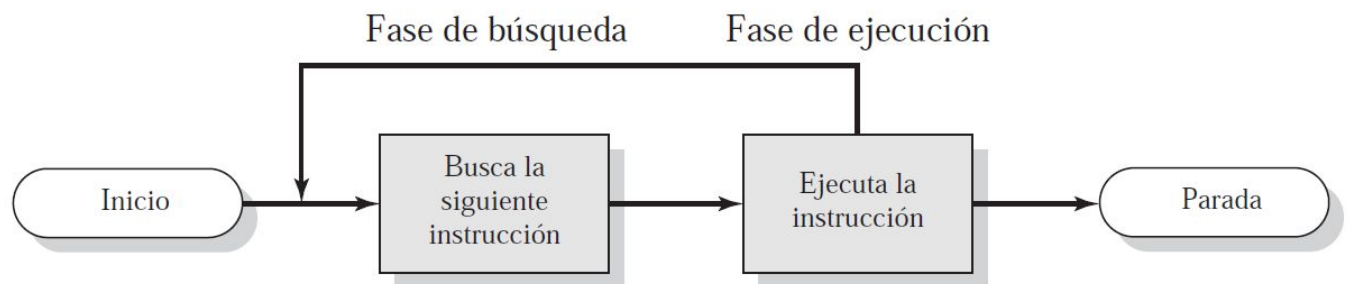 Fase de búsqueda
Fase de ejecución
Inicio
Busca la
siguiente
instrucción
Ejecuta la
instrucción
Parada